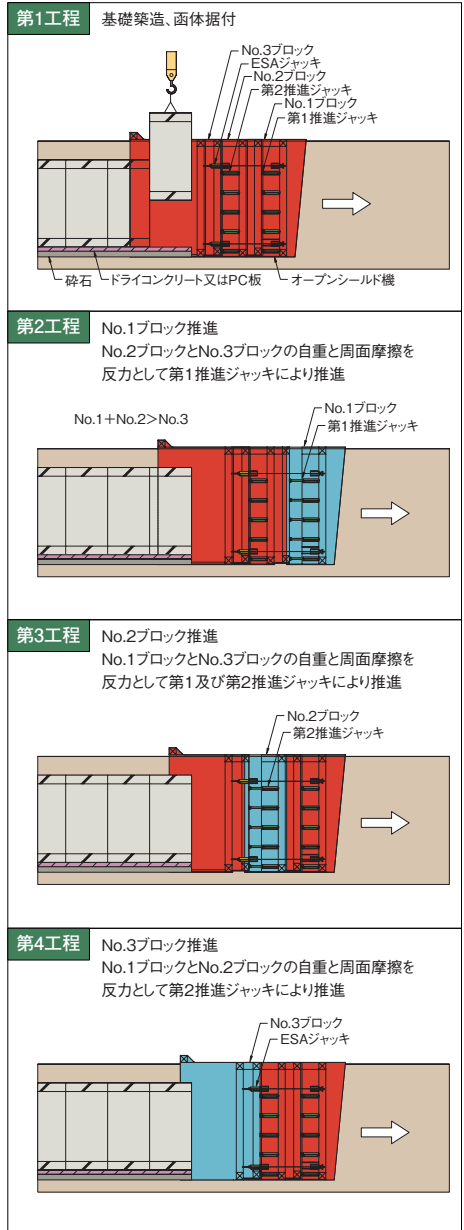 第1工程
基礎築造、函体据付
No.3ブロック
ESAジャッキ
No.2ブロック
第2推進ジャッキ
No.1ブロック
第1推進ジャッキ
砕石
ドライコンクリート又はPC板
オープンシールド機
第2工程
No.1ブロック推進
No.2ブロックとNo.3ブロックの自重と周面摩擦を
反力として第1推進ジャッキにより推進
No.1+No.2>No.3
No.1ブロック
第1推進ジャッキ
第3工程
No.2ブロック推進
No.1ブロックとNo.3ブロックの自重と周面摩擦を
反力として第1及び第2推進ジャッキにより推進
No.2ブロック
第2推進ジャッキ
第4工程
No.3ブロック推進
No.1ブロックとNo.2ブロックの自重と周面摩擦を
反力として第2推進ジャッキにより推進
No.3ブロック
ESAジャッキ